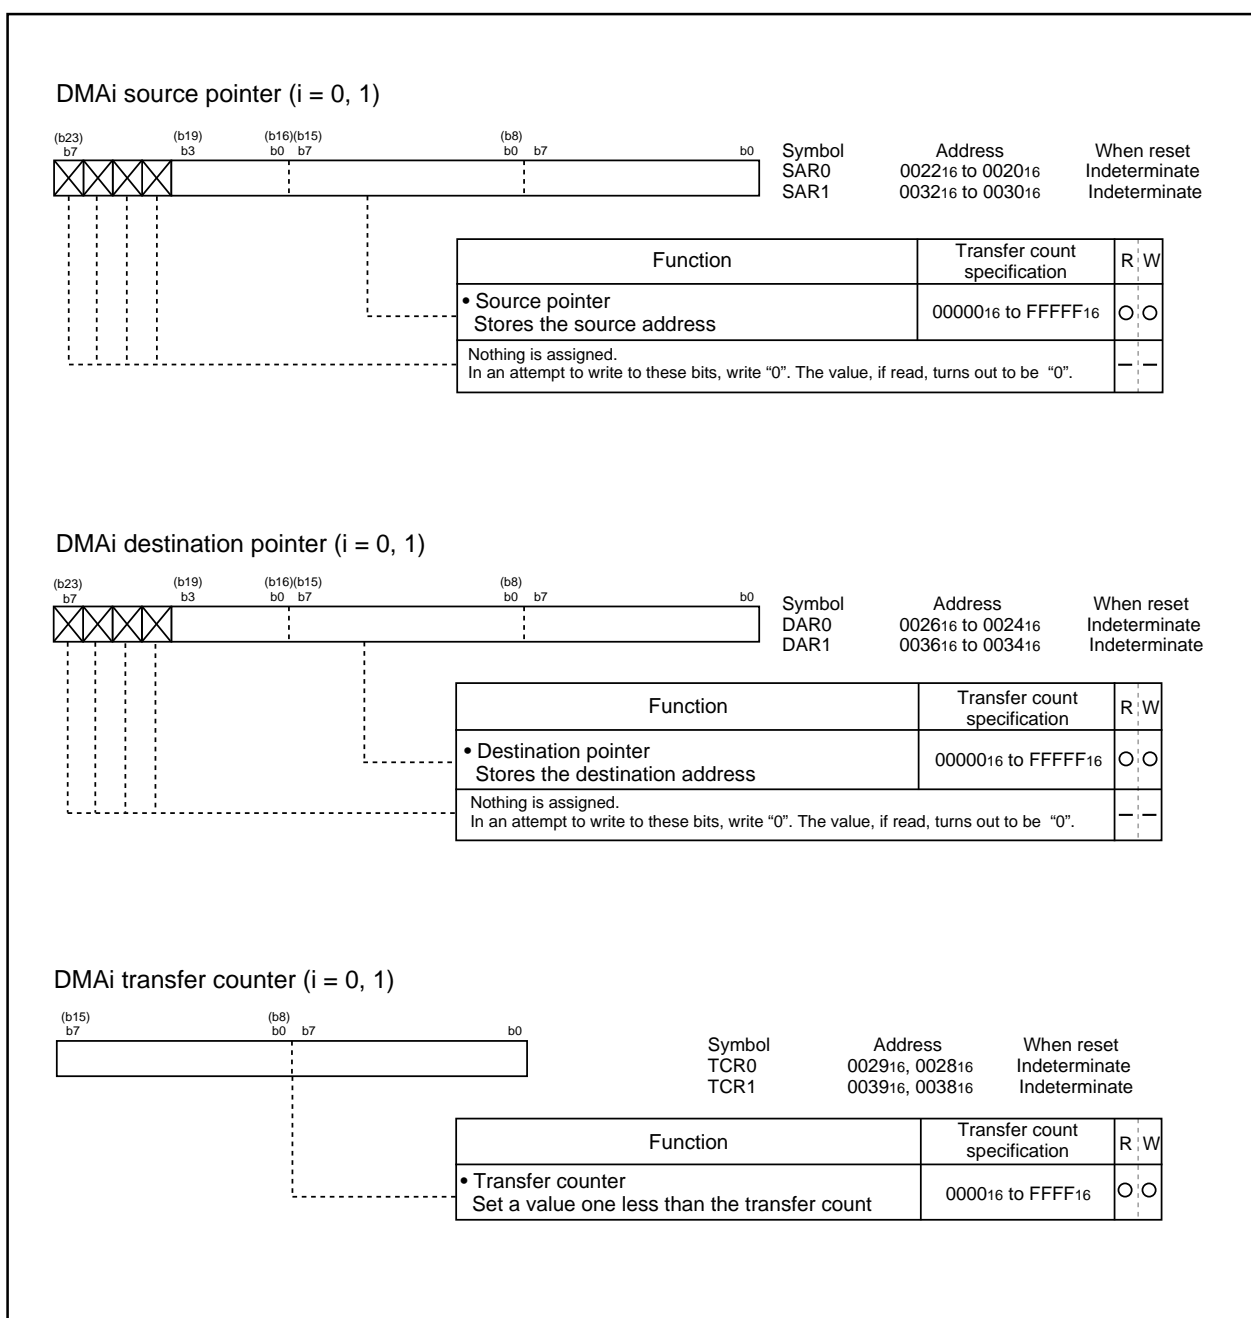 DMAi source pointer (i = 0, 1)
(b23) (b19) (b16)(b15) (b8)
b7 b3 b0 b7 b0 b7 b0
Symbol Address When reset
SAR0 002216 to 002016 Indeterminate
SAR1 003216 to 003016 Indeterminate
Function Transfer count specification R W
• Source pointer
Stores the source address
0000016 to FFFFF16
Nothing is assigned.
In an attempt to write to these bits, write “0”. The value, if read, turns out to be “0”.
DMAi destination pointer (i = 0, 1)
(b23) (b19) (b16)(b15) (b8)
b7 b3 b0 b7 b0 b7 b0
Symbol Address When reset
DAR0 002616 to 002416 Indeterminate
DAR1 003616 to 003416 Indeterminate
Function Transfer count specification R W
• Destination pointer
Stores the destination address
0000016 to FFFFF16
Nothing is assigned.
In an attempt to write to these bits, write “0”. The value, if read, turns out to be “0”.
DMAi transfer counter (i = 0, 1)
(b15) (b8)
b7 b0 b7 b0
Symbol Address When reset
TCR0 002916, 002816 Indeterminate
TCR1 003916, 003816 Indeterminate
Function Transfer count specification R W
• Transfer counter
Set a value one less than the transfer count
000016 to FFFF16